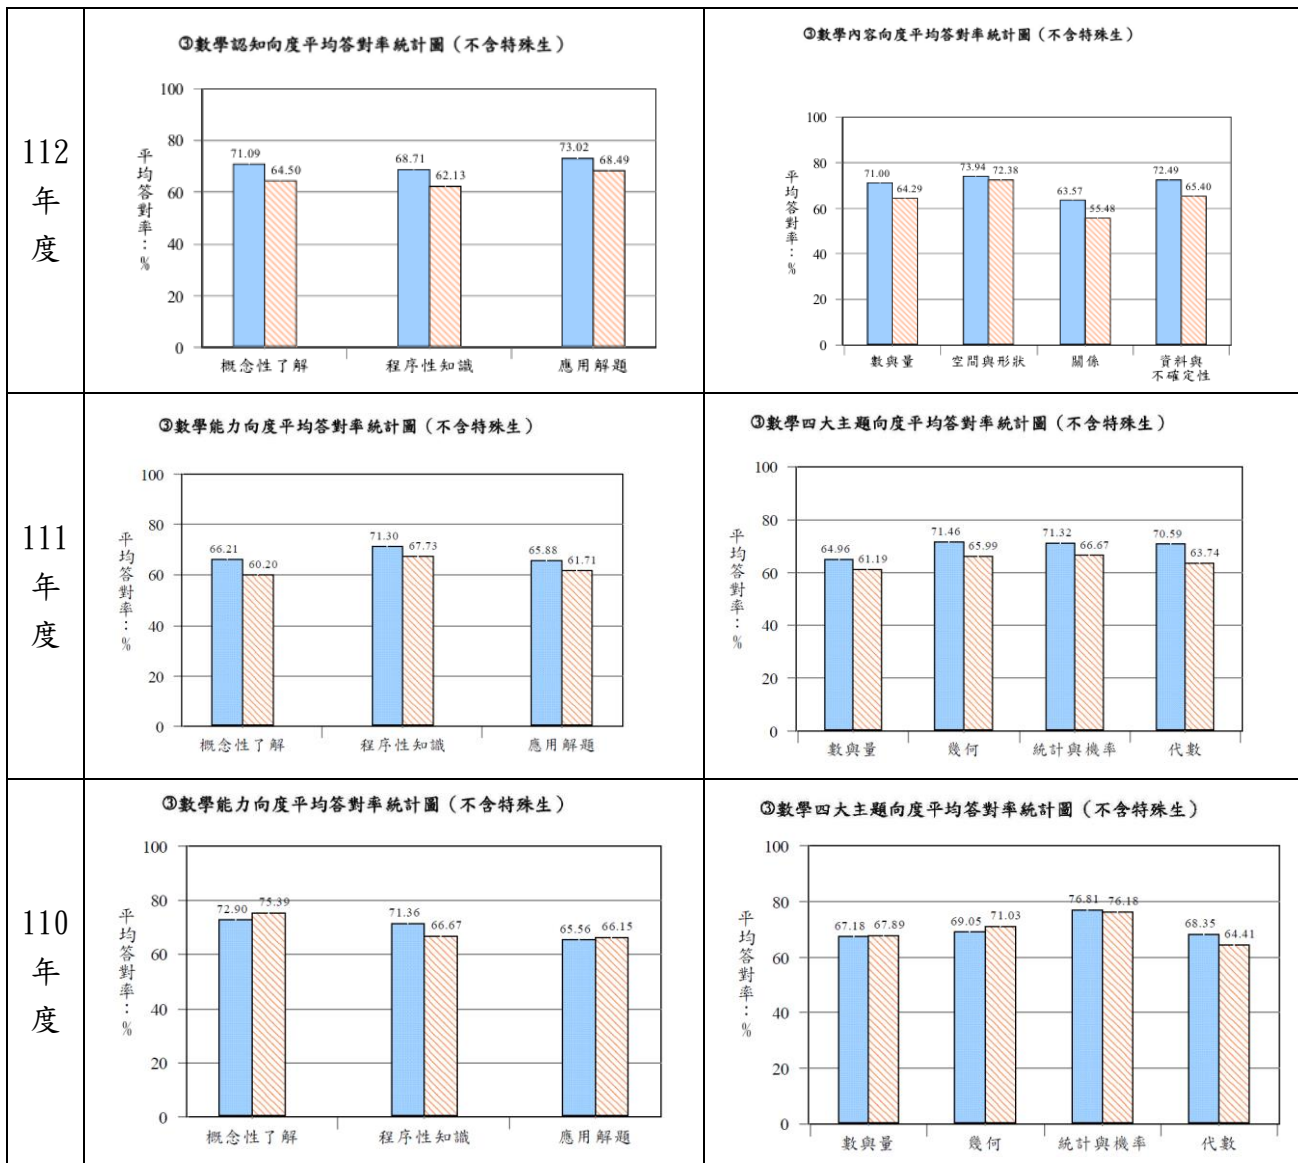 112
年
度
③數學認知向度平均答對率統計圖（不含特殊生）
平均答對率：%
100
80
60
40
20
0
71.09
64.50
68.71
62.13
73.02
68.49
概念性了解
程序性知識
應用解題
③數學內容向度平均答對率統計圖（不含特殊生）
平均答對率：%
100
80
60
40
20
0
71.00
64.29
73.94
72.38
63.57
55.48
72.49
65.40
數與量
空間與形狀
關係
資料與
不確定性
111
年
度
③數學能力向度平均答對率統計圖（不含特殊生）
平均答對率：%
100
80
60
40
20
0
66.21
60.20
71.30
67.73
65.88
61.71
概念性了解
程序性知識
應用解題
③數學四大主題向度平均答對率統計圖（不含特殊生）
平均答對率：%
100
80
60
40
20
0
64.96
61.19
71.46
65.99
71.32
66.67
70.59
63.74
數與量
幾何
統計與機率
代數
110
年
度
③數學能力向度平均答對率統計圖（不含特殊生）
平均答對率：%
100
80
60
40
20
0
72.90
75.39
71.36
66.67
65.56
66.15
概念性了解
程序性知識
應用解題
③數學四大主題向度平均答對率統計圖（不含特殊生）
平均答對率：%
100
80
60
40
20
0
67.18
67.89
69.05
71.03
76.81
76.18
68.35
64.41
數與量
幾何
統計與機率
代數